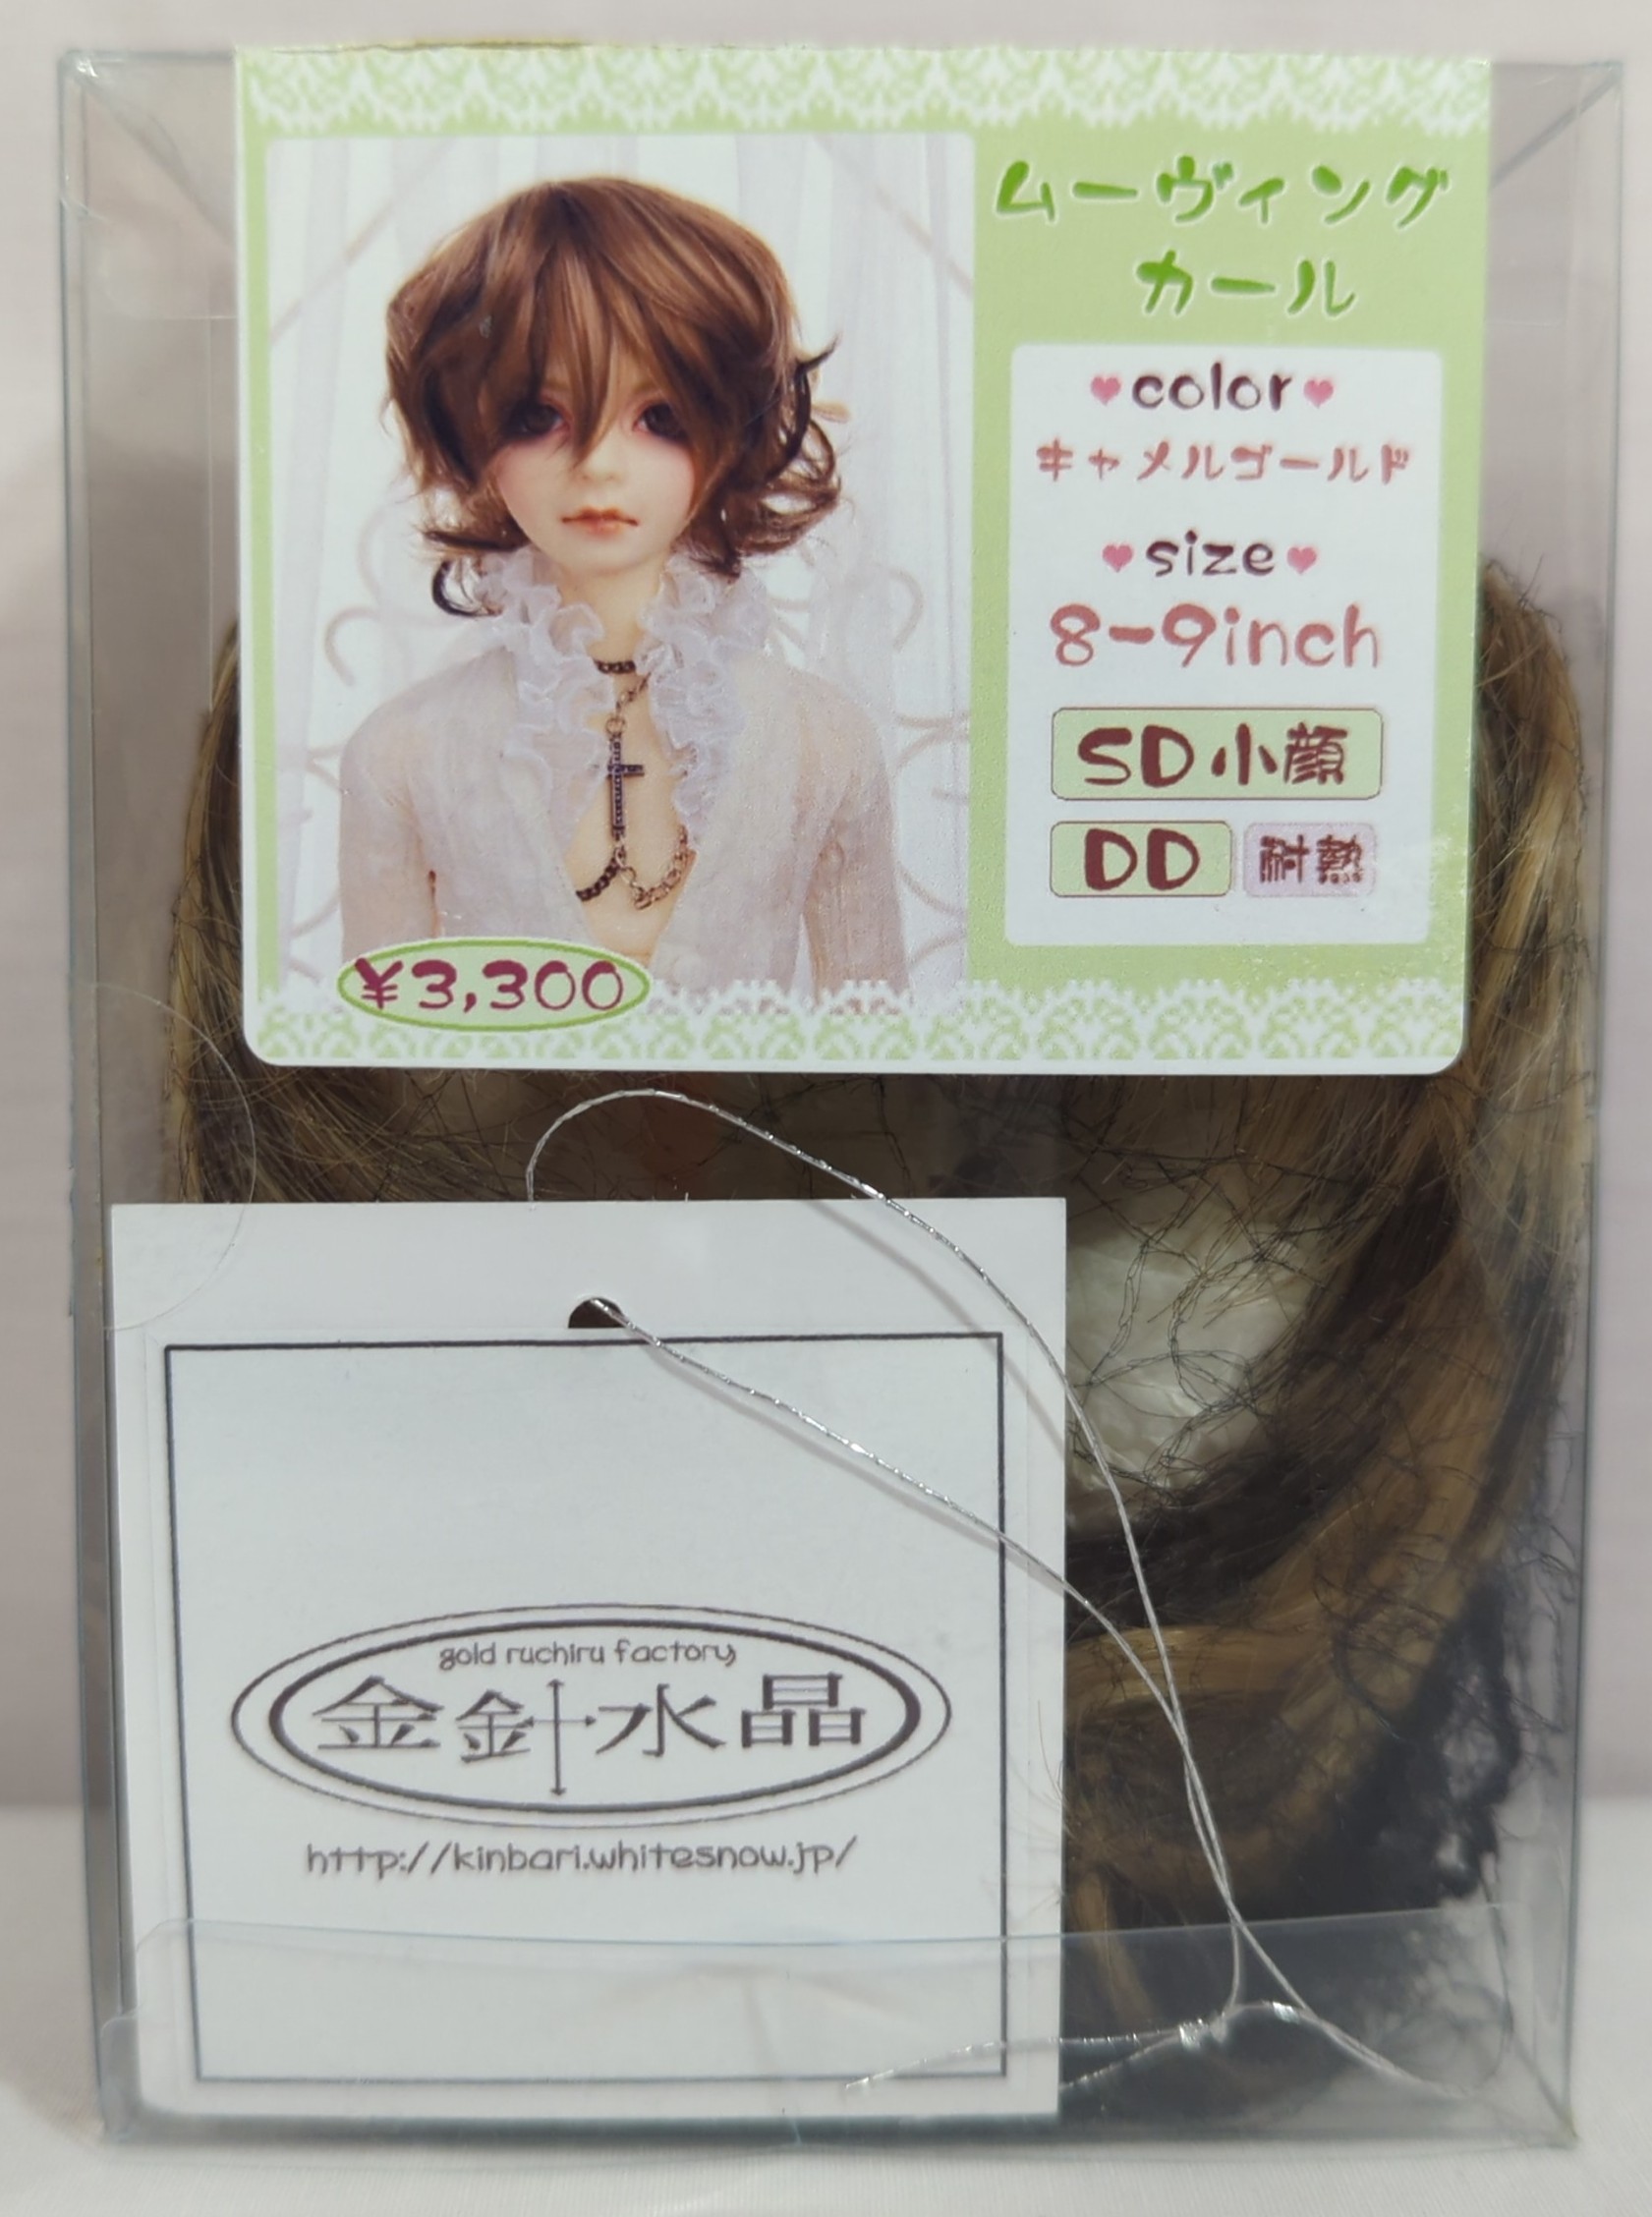 ムーヴィング
カール
color
キャメルゴールド
size
8-9inch
SD小顔
DD 耐熱
¥3,300
gold ruchiru factory
金針水晶
http://kinbari.whitesnow.jp/